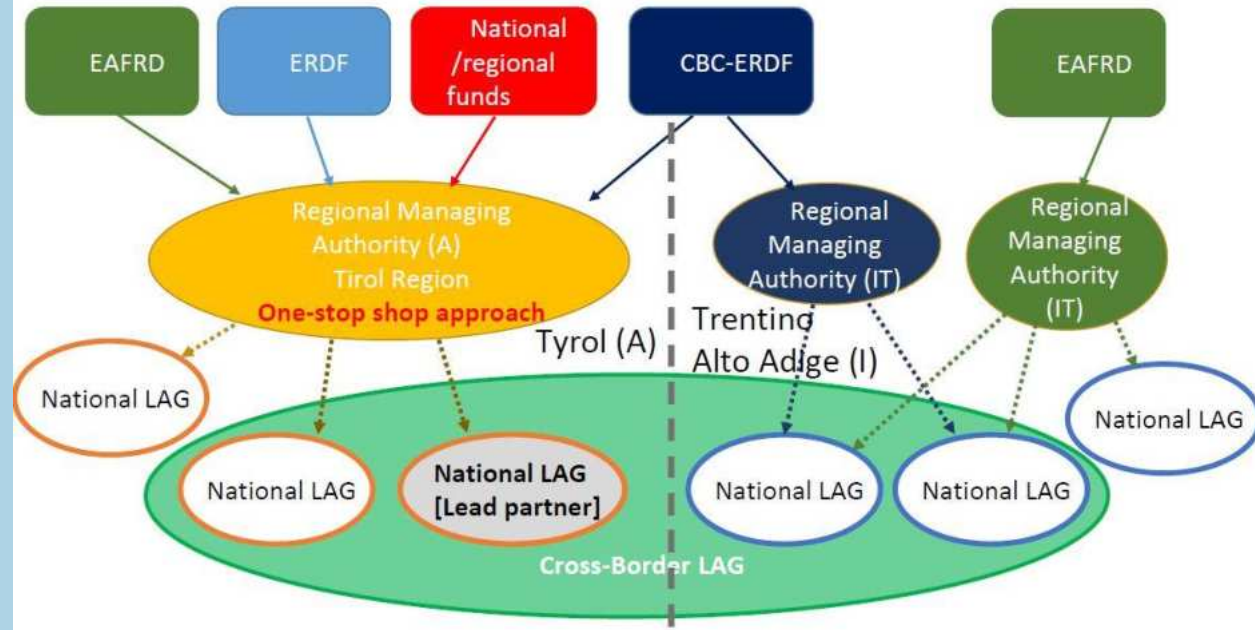 EAFRD
ERDF
National
/regional
funds
CBC-ERDF
EAFRD
Regional Managing
Authority (A)
Tirol Region
One-stop shop approach
Regional
Managing
Authority (IT)
Regional
Managing
Authority
(IT)
Tyrol (A)
Trentino
Alto Adige (I)
National LAG
National LAG
National LAG
[Lead partner]
National LAG
National LAG
National LAG
Cross-Border LAG